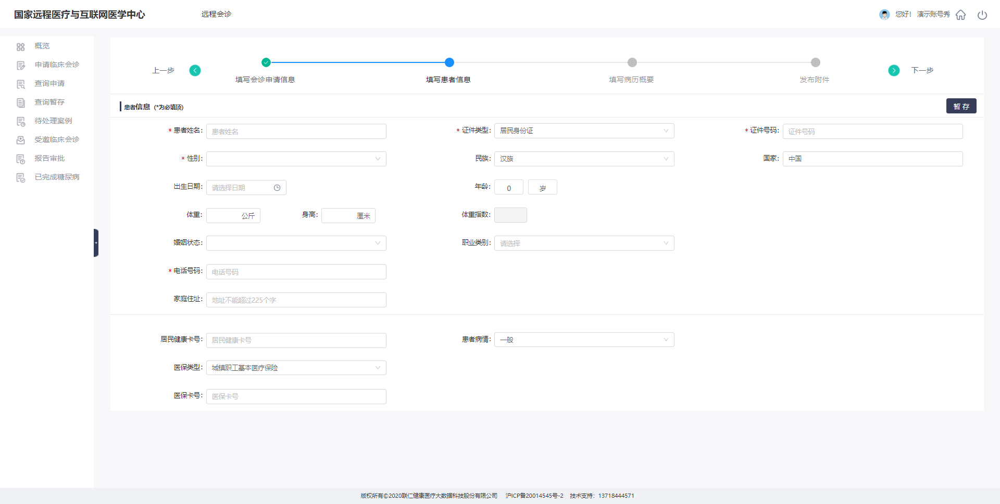 国家远程医疗与互联网医学中心 远程会诊 您好! 演示账号秀
概览
申请临床会诊
查询申请
查询暂存
待处理案例
受邀临床会诊
报告审批
已完成糖尿病
上一步 下一步
填写会诊申请信息 填写患者信息 填写病历概要 发布附件
患者信息 (*为必填项) 暂 存
* 患者姓名: 患者姓名 * 证件类型: 居民身份证 * 证件号码: 证件号码
* 性别: 民族: 汉族 国家: 中国
出生日期: 请选择日期 年龄: 0 岁
体重: 公斤 身高: 厘米 体重指数:
婚姻状态: 职业类别: 请选择
* 电话号码: 电话号码
家庭住址: 地址不能超过225个字
居民健康卡号: 居民健康卡号 患者病情: 一般
医保类型: 城镇职工基本医疗保险
医保卡号: 医保卡号
版权所有©2020联仁健康医疗大数据科技股份有限公司 沪ICP备20014545号-2 技术支持: 13718444571